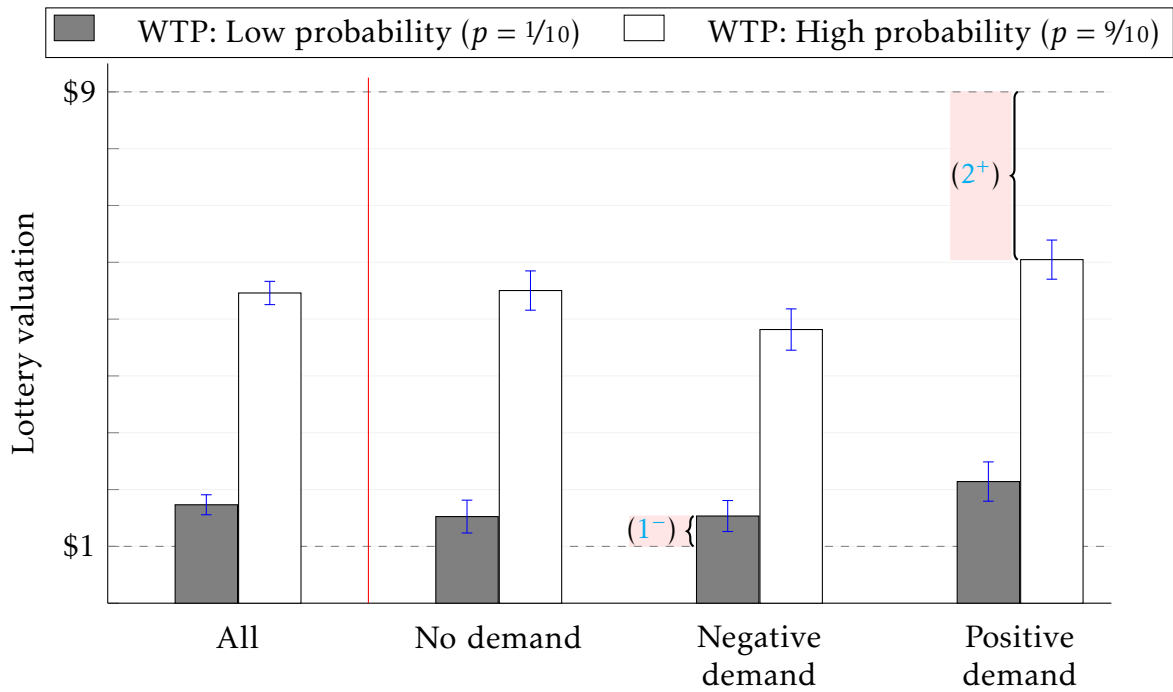 WTP: Low probability (p = 1/10) WTP: High probability (p = 9/10)
$9
(2⁺)
Lottery valuation
(1⁻)
$1
All No demand Negative demand Positive demand